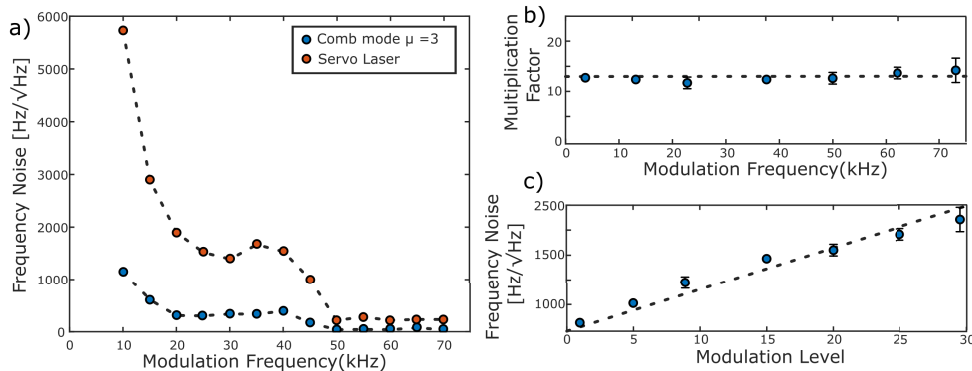 a)
6000
5000
4000
3000
2000
1000
0
Frequency Noise [Hz/√Hz]
Comb mode μ =3
Servo Laser
0 10 20 30 40 50 60 70
Modulation Frequency(kHz)
b)
25
20
10
0
Multiplication
Factor
0 10 20 30 40 50 60 70
Modulation Frequency(kHz)
c)
2500
1500
1000
Frequency Noise
[Hz/√Hz]
0 5 10 15 20 25 30
Modulation Level